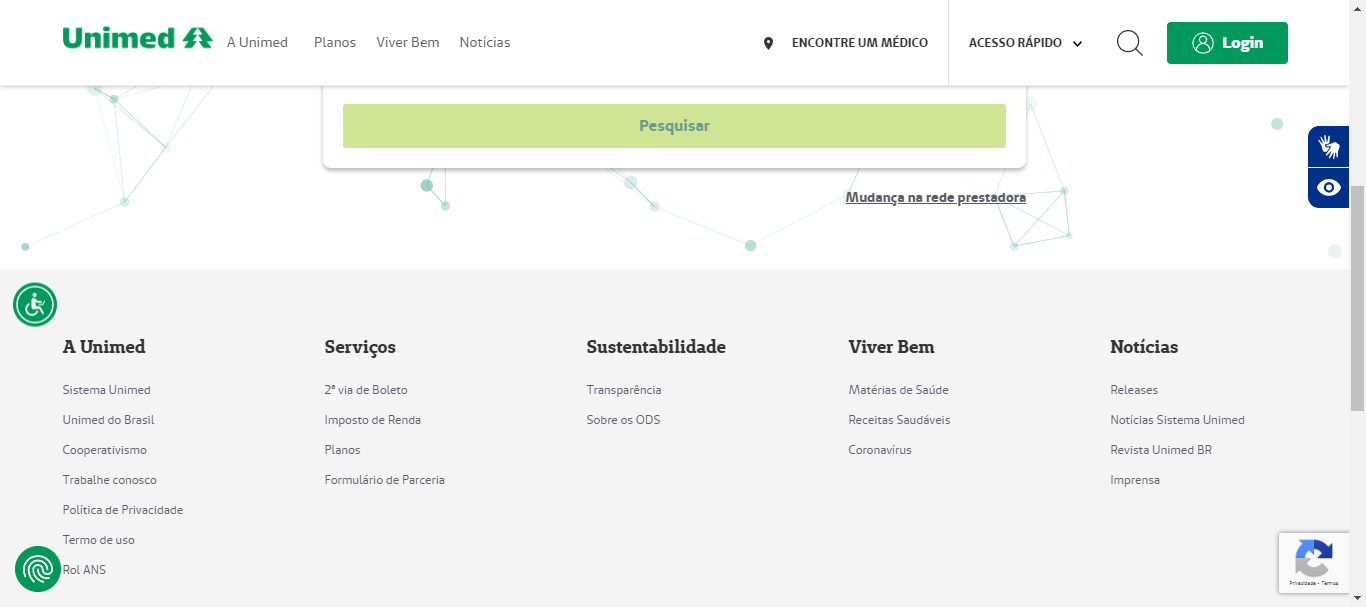 Unimed
A Unimed
Planos
Viver Bem
Notícias
ENCONTRE UM MÉDICO
ACESSO RÁPIDO
Login
Pesquisar
Mudança na rede prestadora
A Unimed
Sistema Unimed
Unimed do Brasil
Cooperativismo
Trabalhe conosco
Política de Privacidade
Termo de uso
Rol ANS
Serviços
2ª via de Boleto
Imposto de Renda
Planos
Formulário de Parceria
Sustentabilidade
Transparência
Sobre os ODS
Viver Bem
Matérias de Saúde
Receitas Saudáveis
Coronavírus
Notícias
Releases
Notícias Sistema Unimed
Revista Unimed BR
Imprensa
Privacidade - Termos